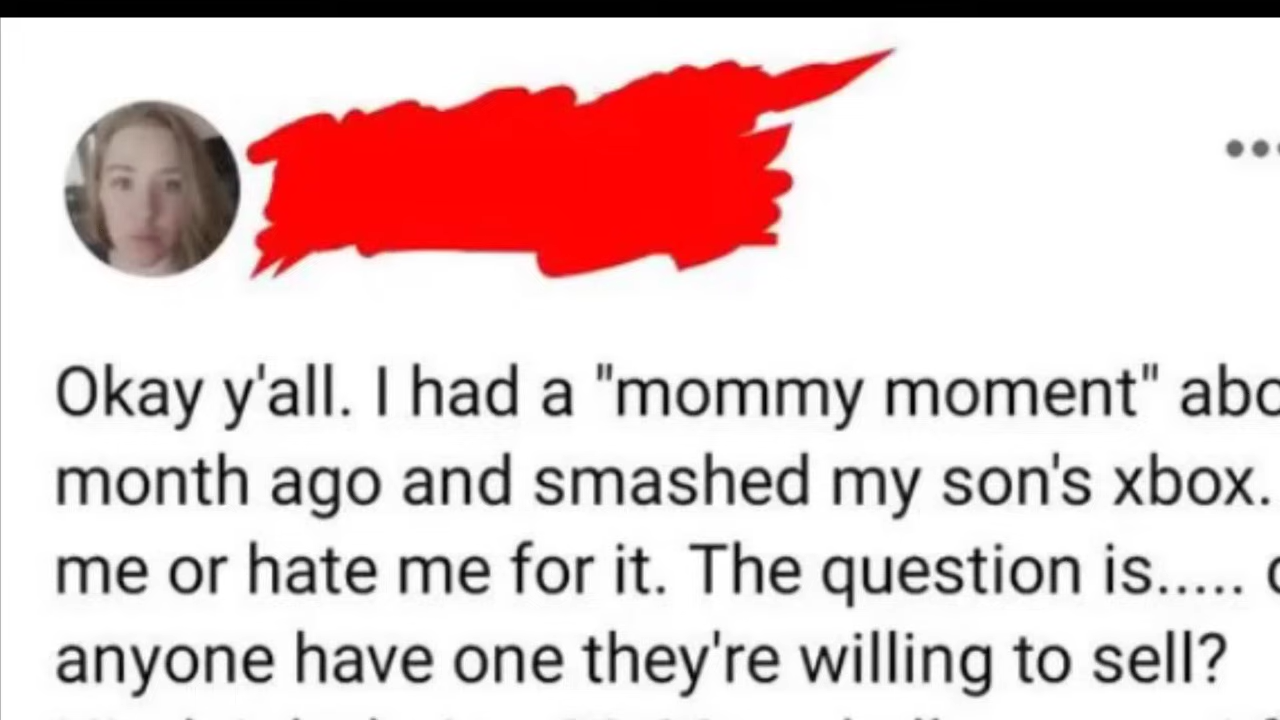 Okay y'all. I had a "mommy moment" abo
month ago and smashed my son's xbox.
me or hate me for it. The question is.....
anyone have one they're willing to sell?